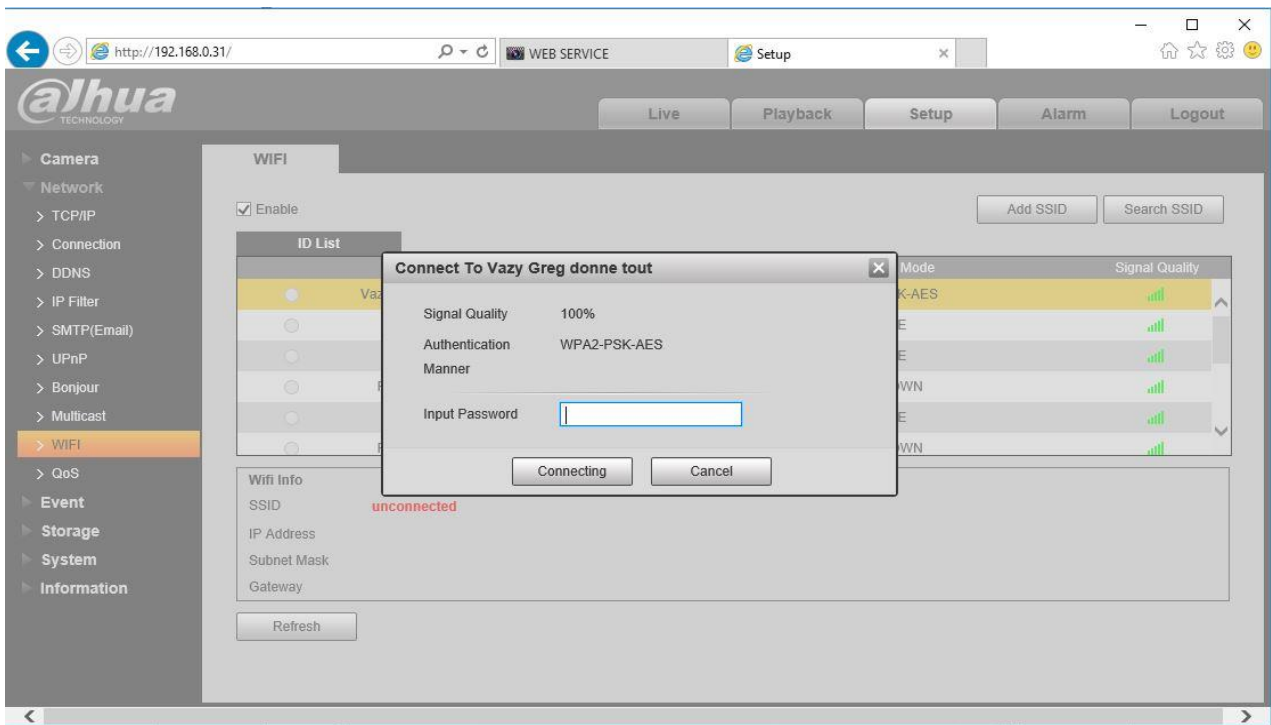 http://192.168.0.31/
WEB SERVICE
Setup
alhua
TECHNOLOGY
Live
Playback
Setup
Alarm
Logout
Camera
Network
> TCP/IP
> Connection
> DDNS
> IP Filter
> SMTP(Email)
> UPnP
> Bonjour
> Multicast
> WIFI
> QoS
Event
Storage
System
Information
WIFI
Enable
Add SSID
Search SSID
ID List
Mode
Signal Quality
Vaz
K-AES
E
E
F
WN
E
F
WN
Connect To Vazy Greg donne tout
Signal Quality 100%
Authentication WPA2-PSK-AES
Manner
Input Password
Connecting
Cancel
Wifi Info
SSID unconnected
IP Address
Subnet Mask
Gateway
Refresh